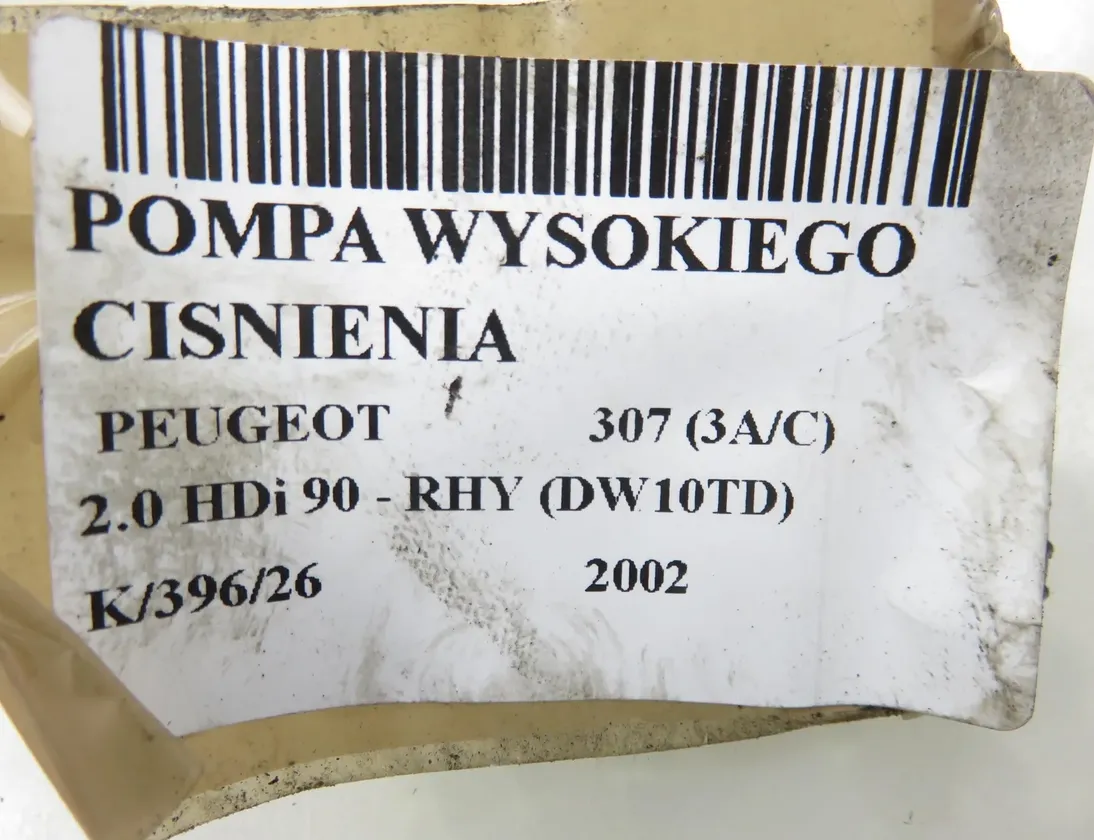 POMPA WYSOKIEGO
CISNIENIA
PEUGEOT 307 (3A/C)
2.0 HDi 90 - RHY (DW10TD)
K/396/26 2002